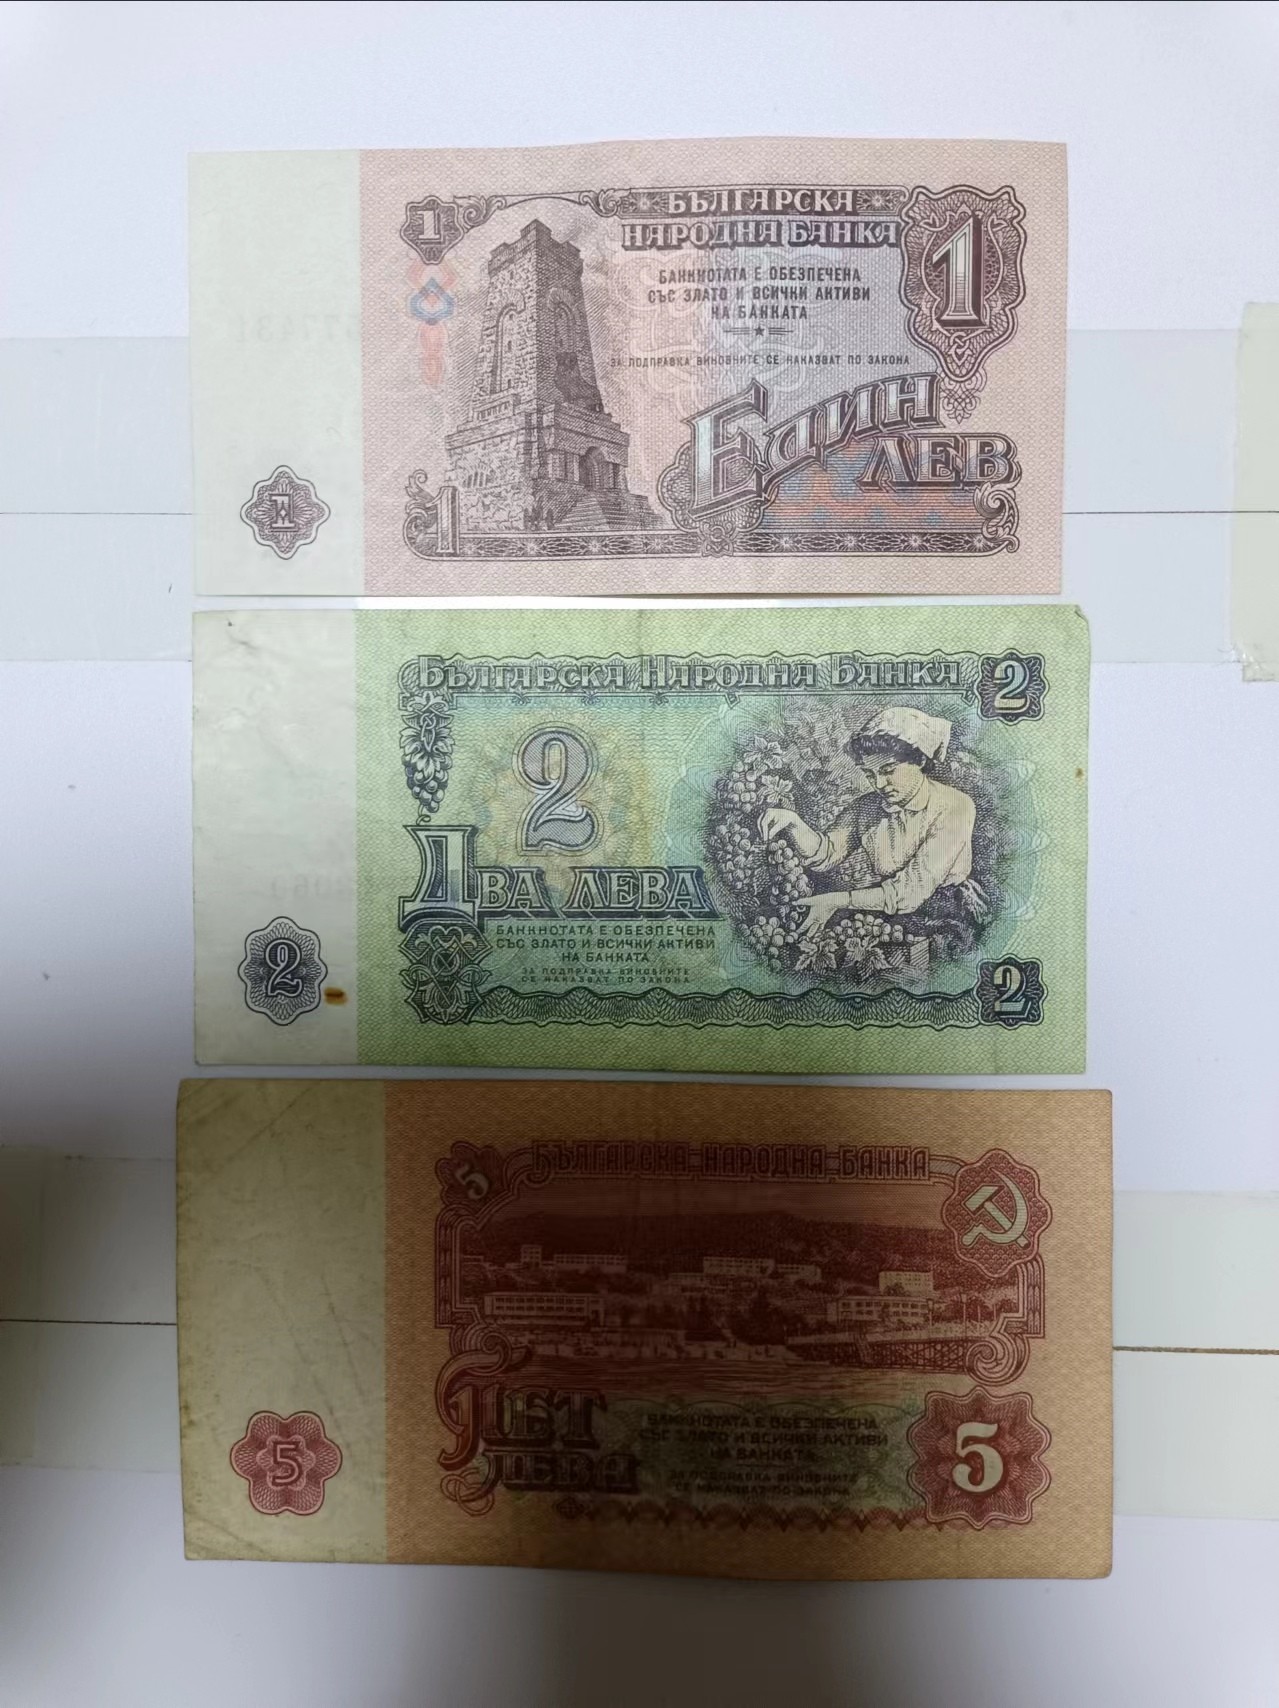 1
БЪЛГАРСКА
НАРОДНА БАНКА
1
БАНКНОТАТА Е ОБЕЗПЕЧЕНА
СЪС ЗЛАТО И ВСИЧКИ АКТИВИ
НА БАНКАТА
ЗА ПОДПРАВКА ВИНОВНИТЕ СЕ НАКАЗВАТ ПО ЗАКОНА
ЕДИН
ЛЕВ
1
1
БЪЛГАРСКА НАРОДНА БАНКА
2
2
ДВА ЛЕВА
БАНКНОТАТА Е ОБЕЗПЕЧЕНА
СЪС ЗЛАТО И ВСИЧКИ АКТИВИ
НА БАНКАТА
ЗА ПОДПРАВКА ВИНОВНИТЕ
СЕ НАКАЗВАТ ПО ЗАКОНА
2
2
5
БЪЛГАРСКА НАРОДНА БАНКА
ПЕТ
ЛЕВА
БАНКНОТАТА Е ОБЕЗПЕЧЕНА
СЪС ЗЛАТО И ВСИЧКИ АКТИВИ
НА БАНКАТА
ЗА ПОДПРАВКА ВИНОВНИТЕ
СЕ НАКАЗВАТ ПО ЗАКОНА
5
5